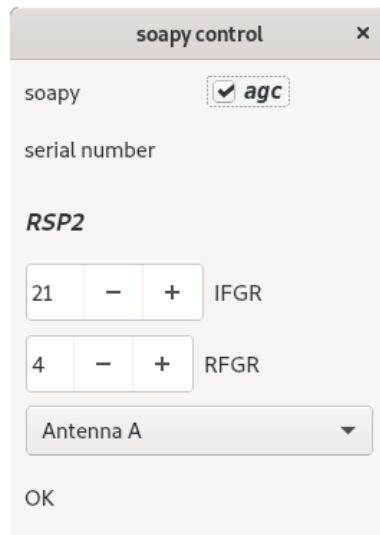 soapy control ×
soapy agc
serial number
RSP2
21 − + IFGR
4 − + RFGR
Antenna A
OK